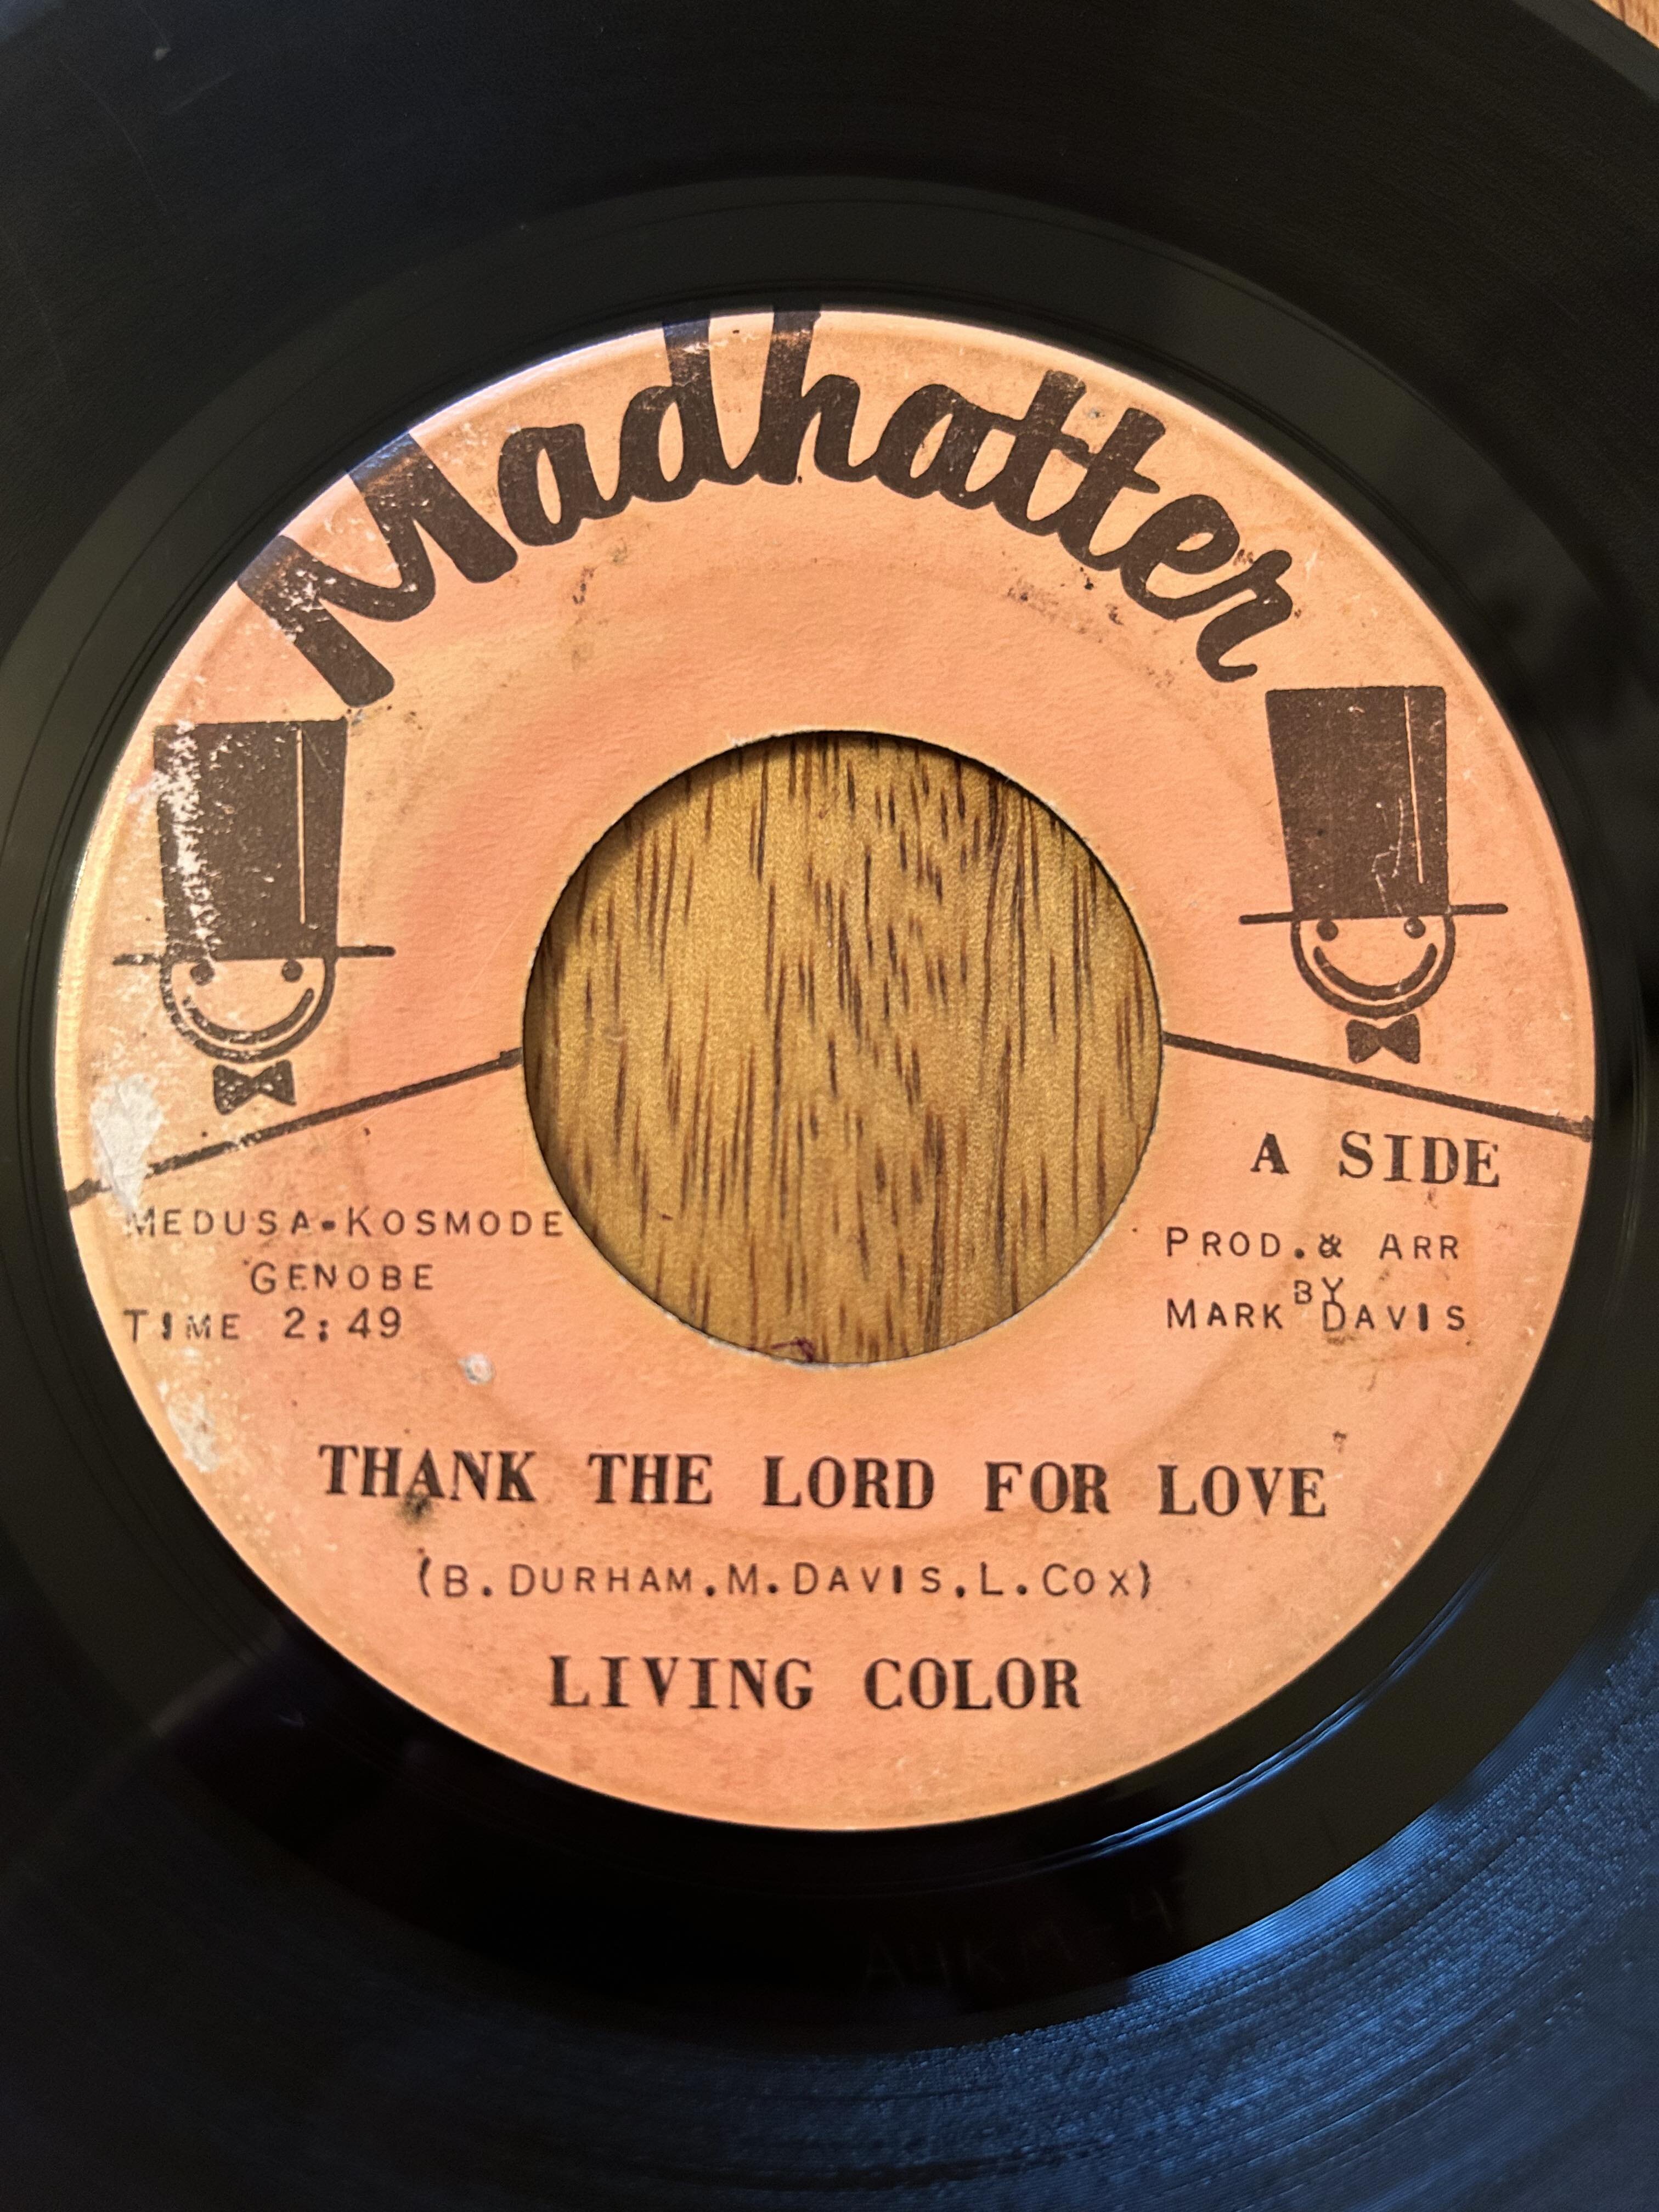 Madhatter
A SIDE
MEDUSA-KOSMODE
GENOBE
TIME 2:49
PROD.& ARR
BY
MARK DAVIS
THANK THE LORD FOR LOVE
(B.DURHAM.M.DAVIS.L.COX)
LIVING COLOR